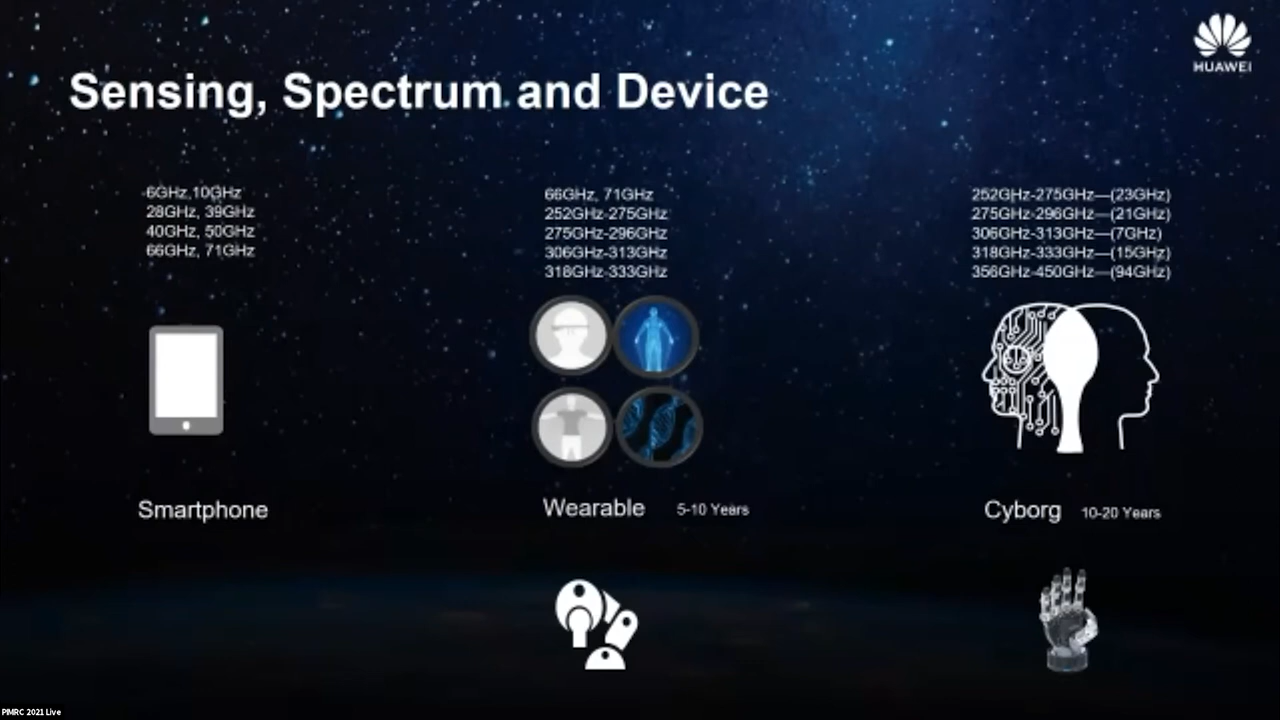 HUAWEI
Sensing, Spectrum and Device
6GHz,10GHz
28GHz, 39GHz
40GHz, 50GHz
66GHz, 71GHz
66GHz, 71GHz
252GHz-275GHz
275GHz-296GHz
306GHz-313GHz
318GHz-333GHz
252GHz-275GHz—(23GHz)
275GHz-296GHz—(21GHz)
306GHz-313GHz—(7GHz)
318GHz-333GHz—(15GHz)
356GHz-450GHz—(94GHz)
Smartphone
Wearable 5-10 Years
Cyborg 10-20 Years
PMRC 2021 Live